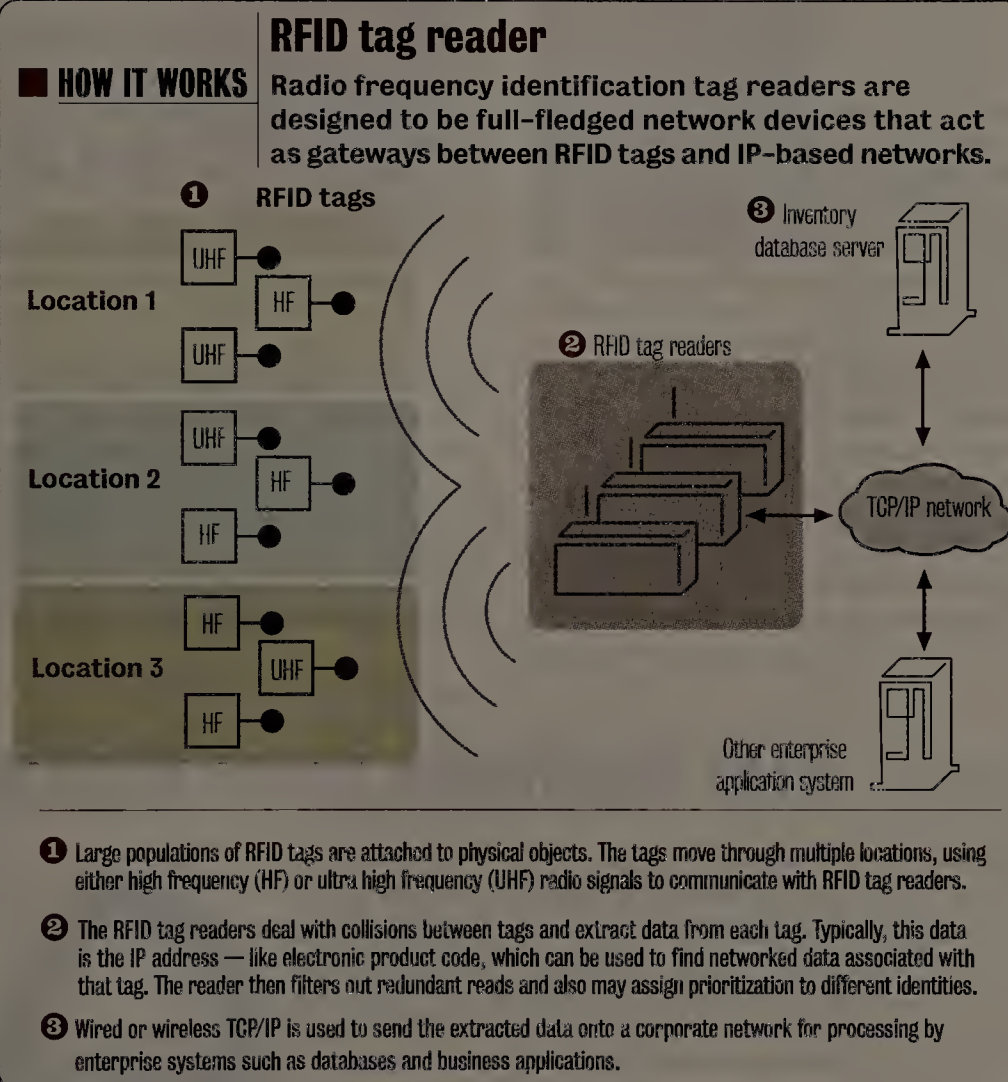 RFID tag reader
HOW IT WORKS
Radio frequency identification tag readers are
designed to be full-fledged network devices that act
as gateways between RFID tags and IP-based networks.
1 RFID tags
UHF
Location 1
HF
UHF
UHF
Location 2
HF
HF
HF
Location 3
UHF
HF
2 RFID tag readers
3 Inventory
database server
TCP/IP network
Other enterprise
application system
1 Large populations of RFID tags are attached to physical objects. The tags move through multiple locations, using
either high frequency (HF) or ultra high frequency (UHF) radio signals to communicate with RFID tag readers.
2 The RFID tag readers deal with collisions between tags and extract data from each tag. Typically, this data
is the IP address — like electronic product code, which can be used to find networked data associated with
that tag. The reader then filters out redundant reads and also may assign prioritization to different identities.
3 Wired or wireless TCP/IP is used to send the extracted data onto a corporate network for processing by
enterprise systems such as databases and business applications.